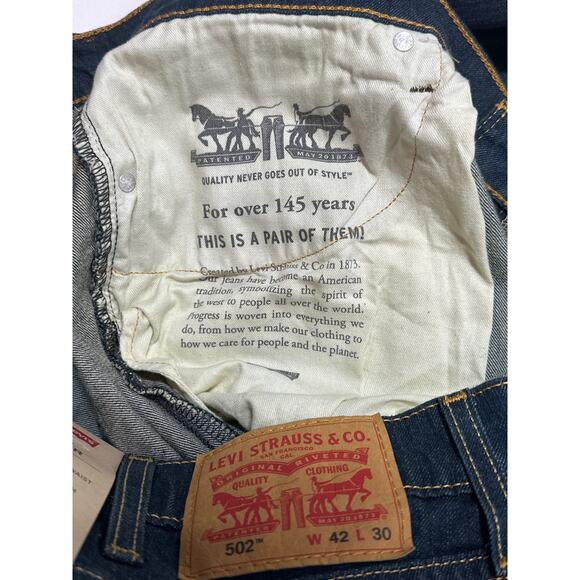 PATENTED MAY 20 1873
QUALITY NEVER GOES OUT OF STYLE™
For over 145 years
THIS IS A PAIR OF THEM!
Created by Levi Strauss & Co in 1873.
Our Jeans have become an American
tradition, symbolizing the spirit of
the west to people all over the world.
Progress is woven into everything we
do, from how we make our clothing to
how we care for people and the planet.
LEVI STRAUSS & CO.
SAN FRANCISCO
CAL.
ORIGINAL RIVETED
QUALITY CLOTHING
PATENTED MAY 20 1873
502™ W 42 L 30